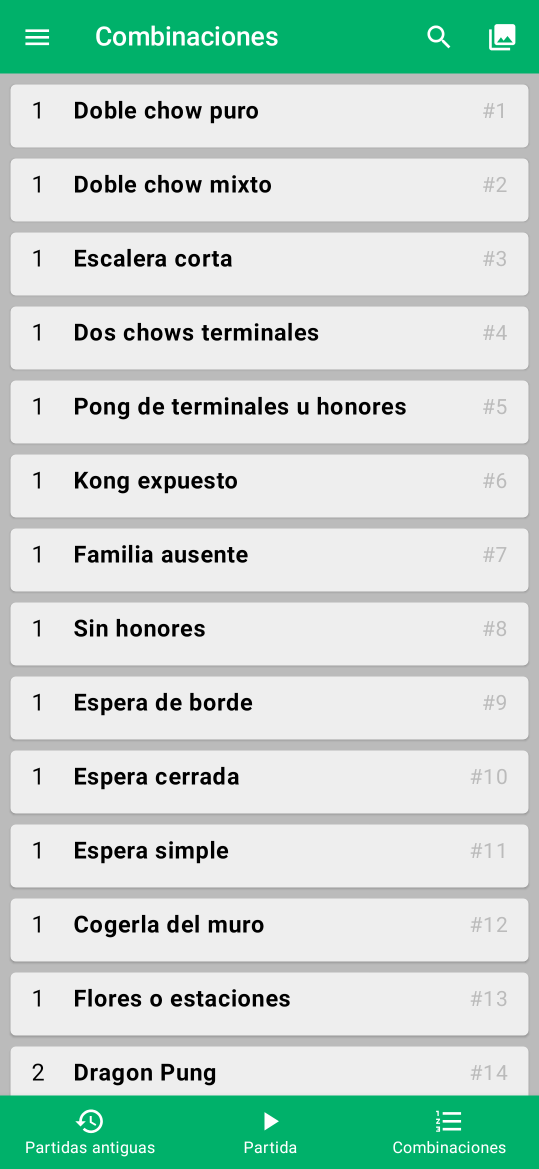 Combinaciones
1 Doble chow puro #1
1 Doble chow mixto #2
1 Escalera corta #3
1 Dos chows terminales #4
1 Pong de terminales u honores #5
1 Kong expuesto #6
1 Familia ausente #7
1 Sin honores #8
1 Espera de borde #9
1 Espera cerrada #10
1 Espera simple #11
1 Cogerla del muro #12
1 Flores o estaciones #13
2 Dragon Pung #14
Partidas antiguas Partida Combinaciones